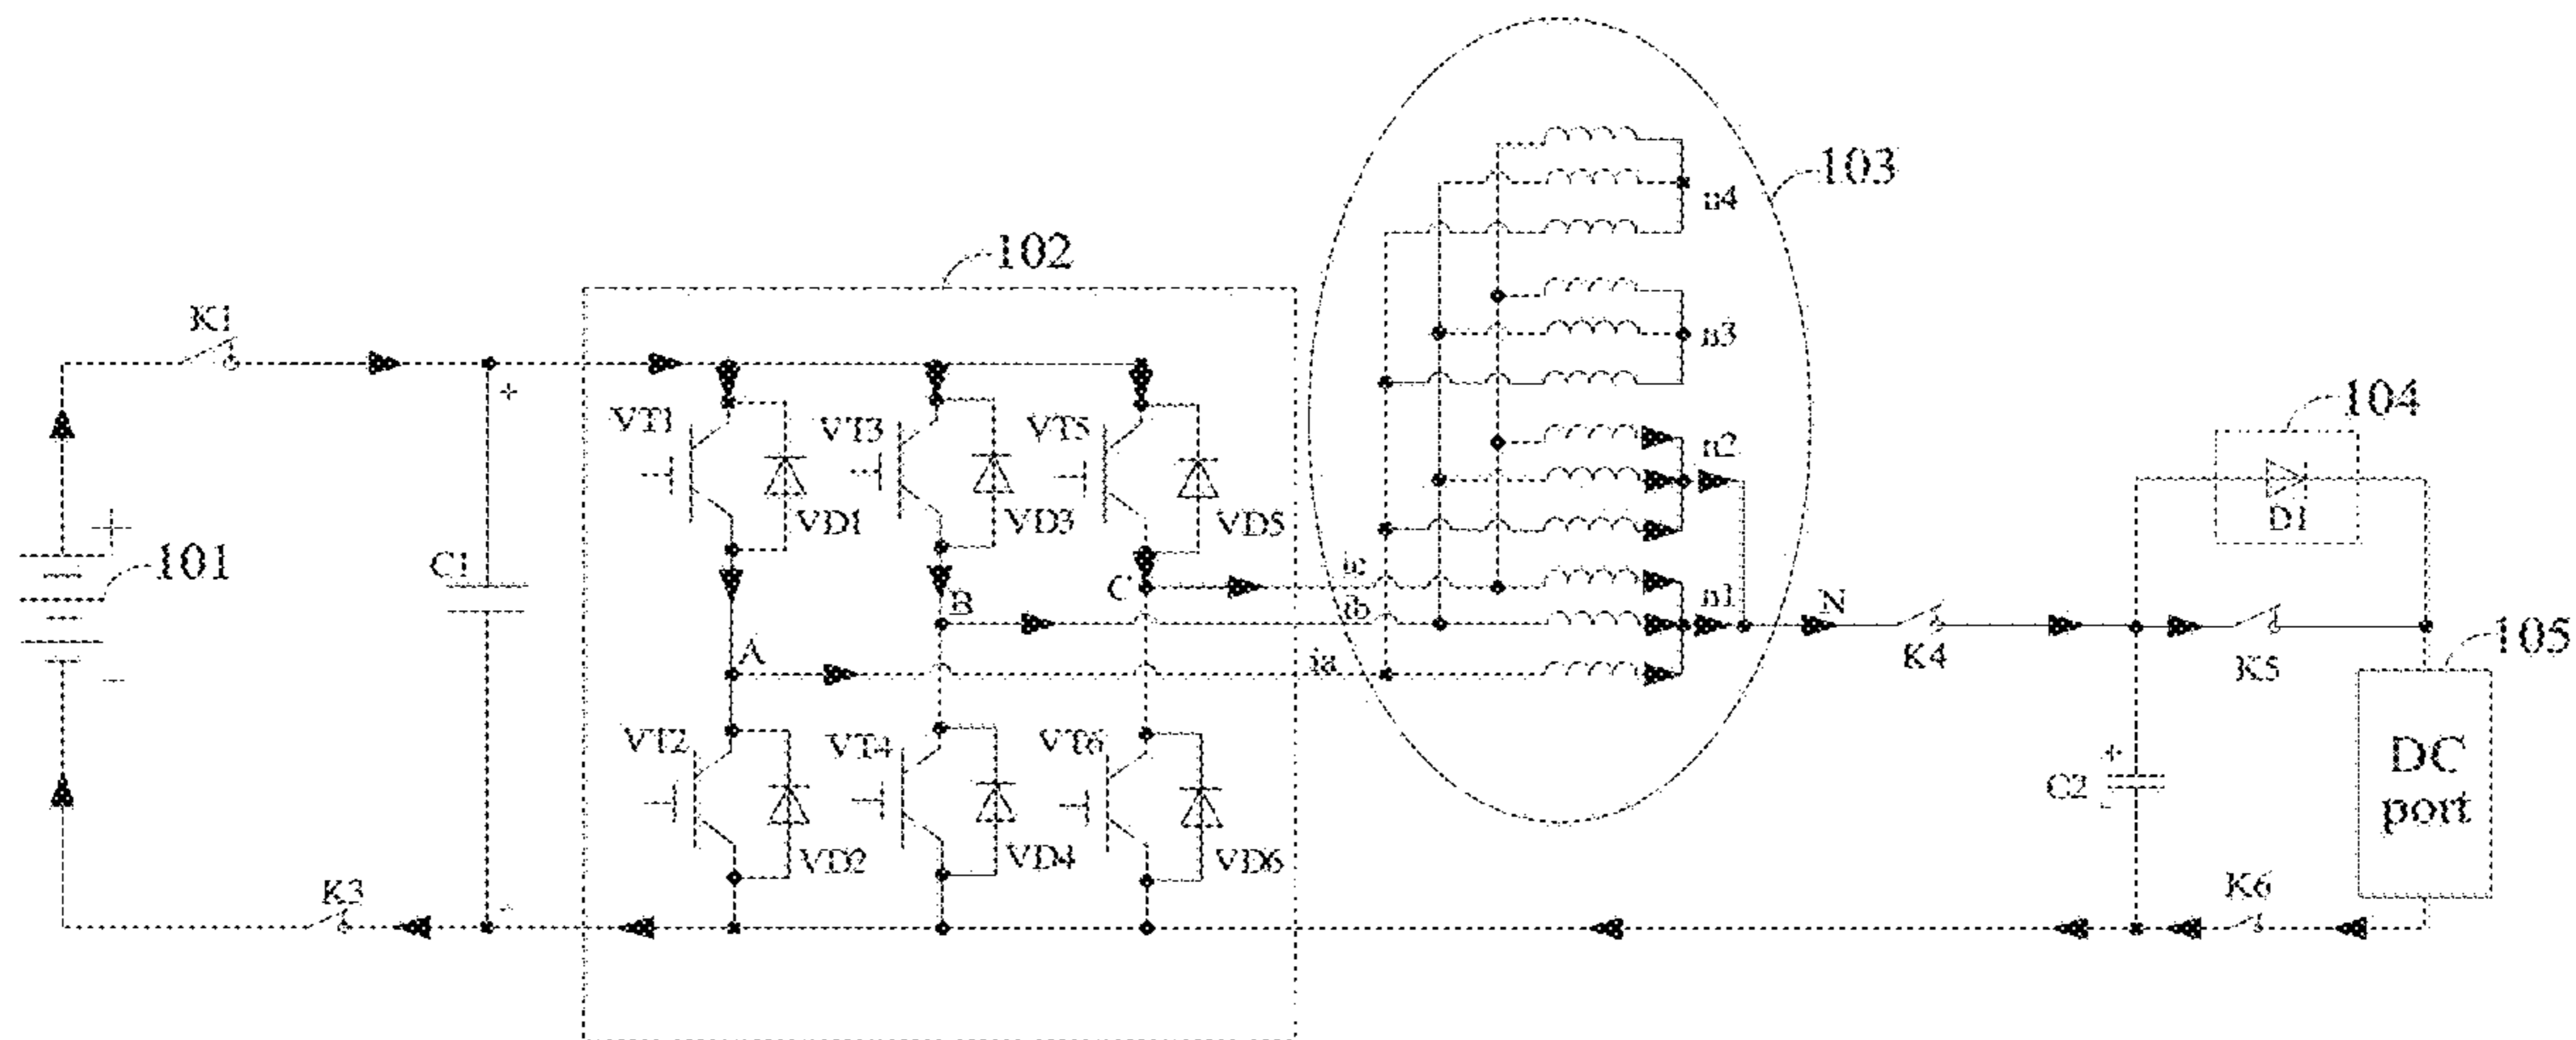 103
n4
102
K1
n3
104
VT1
VT3
VT5
n2
D1
VD1
VD3
VD5
+
101
C1
ic
C
n1
N
B
ib
K4
K5
105
A
ia
VT2
VT4
VT6
DC
port
+
C2
-
VD2
VD4
VD6
K3
K6
+
-
-